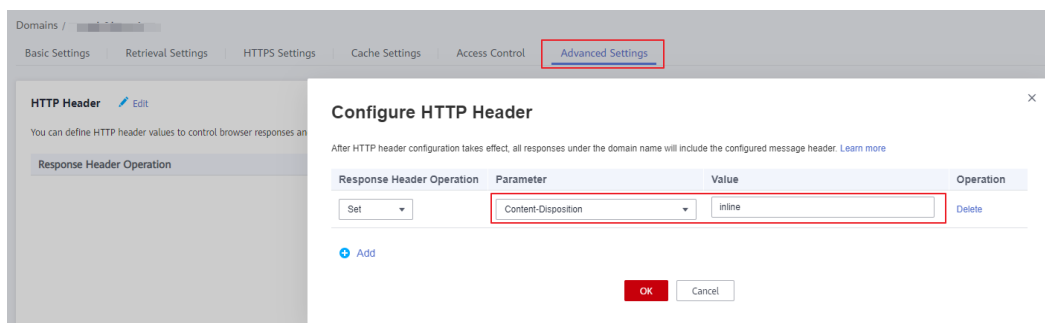 Domains /
Basic Settings Retrieval Settings HTTPS Settings Cache Settings Access Control Advanced Settings
HTTP Header Edit
You can define HTTP header values to control browser responses an
Response Header Operation
Configure HTTP Header
After HTTP header configuration takes effect, all responses under the domain name will include the configured message header. Learn more
Response Header Operation Parameter Value Operation
Set Content-Disposition inline Delete
Add
OK Cancel